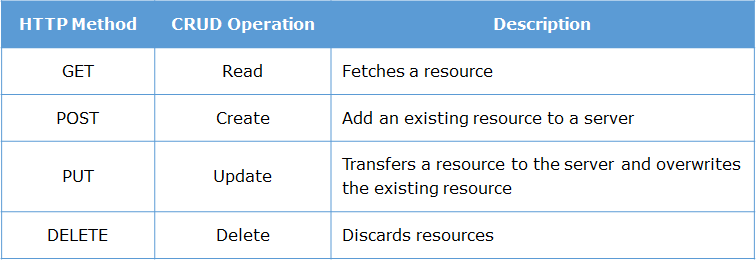 HTTP Method CRUD Operation Description
GET Read Fetches a resource
POST Create Add an existing resource to a server
PUT Update Transfers a resource to the server and overwrites
the existing resource
DELETE Delete Discards resources